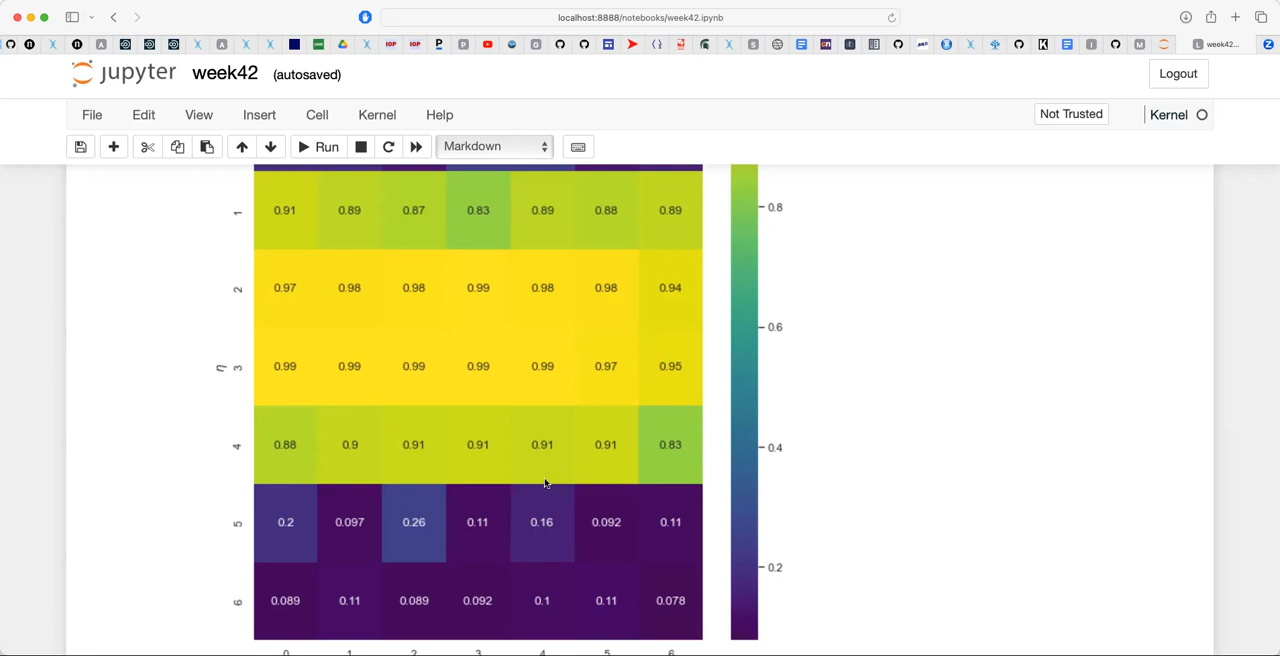 localhost:8888/notebooks/week42.ipynb
week42...
jupyter week42 (autosaved)
Logout
File Edit View Insert Cell Kernel Help
Not Trusted
Kernel
Run
Markdown
1 0.91 0.89 0.87 0.83 0.89 0.88 0.89
0.8
2 0.97 0.98 0.98 0.99 0.98 0.98 0.94
0.6
η 3 0.99 0.99 0.99 0.99 0.99 0.97 0.95
4 0.88 0.9 0.91 0.91 0.91 0.91 0.83
0.4
5 0.2 0.097 0.26 0.11 0.16 0.092 0.11
0.2
6 0.089 0.11 0.089 0.092 0.1 0.11 0.078
0 1 2 3 4 5 6